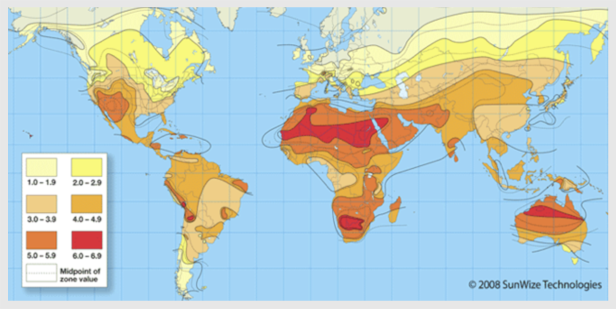 1.0 – 1.9 2.0 – 2.9
3.0 – 3.9 4.0 – 4.9
5.0 – 5.9 6.0 – 6.9
Midpoint of
zone value
© 2008 SunWize Technologies